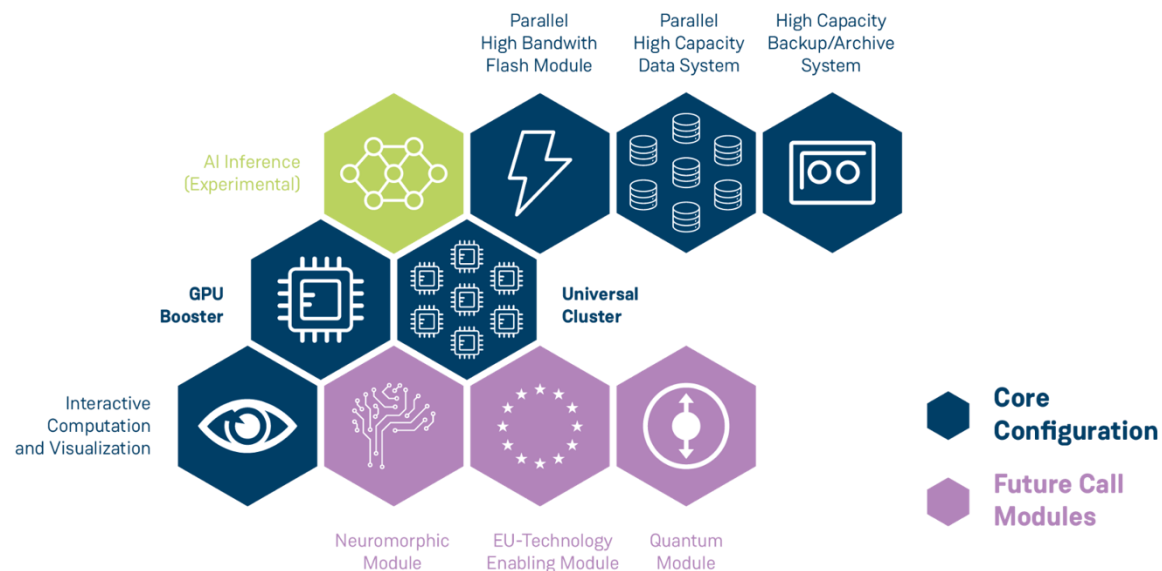 Parallel
High Bandwith
Flash Module
Parallel
High Capacity
Data System
High Capacity
Backup/Archive
System
AI Inference
(Experimental)
GPU
Booster
Universal
Cluster
Interactive
Computation
and Visualization
Core
Configuration
Future Call
Modules
Neuromorphic
Module
EU-Technology
Enabling Module
Quantum
Module